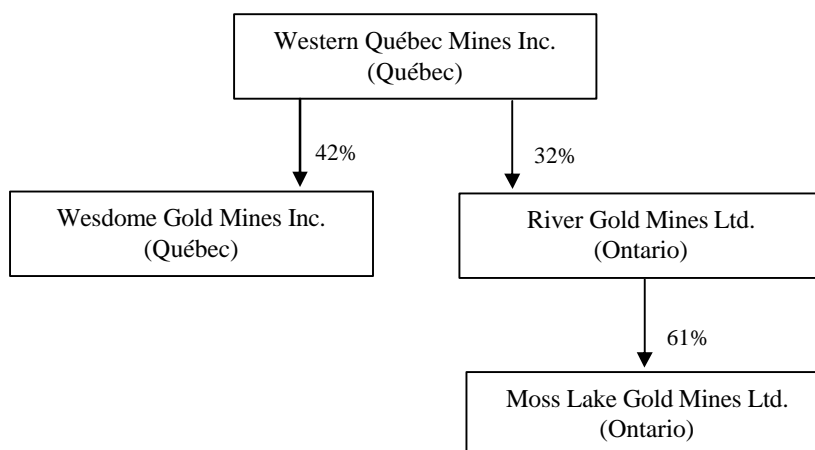 Western Québec Mines Inc.
(Québec)
42%
32%
Wesdome Gold Mines Inc.
(Québec)
River Gold Mines Ltd.
(Ontario)
61%
Moss Lake Gold Mines Ltd.
(Ontario)